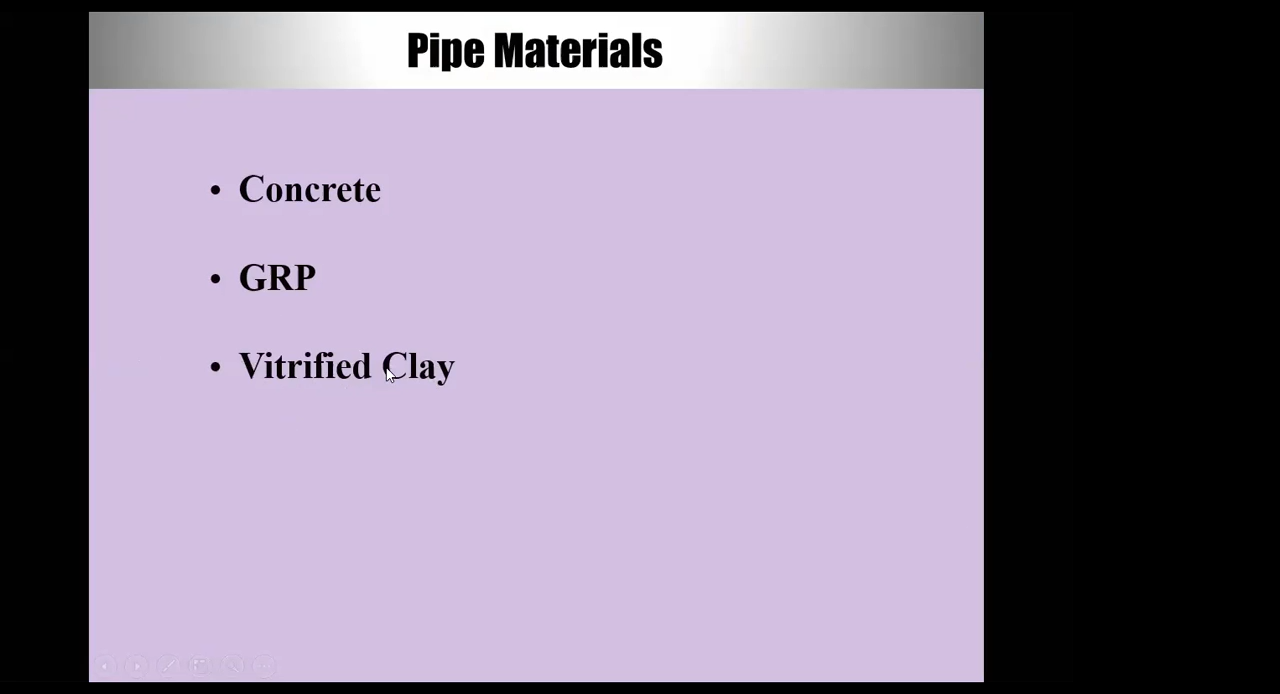 Pipe Materials
• Concrete
• GRP
• Vitrified Clay